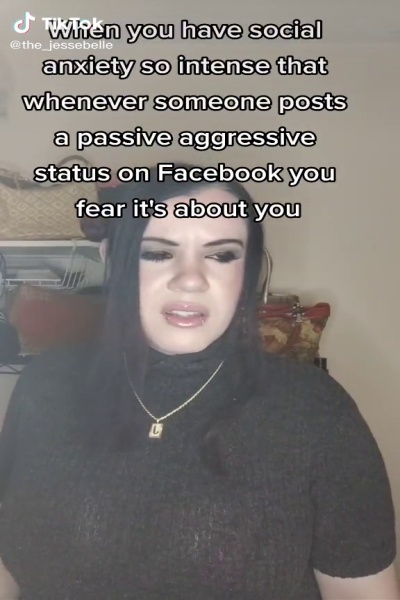 TikTok
@the_jessebelle
When you have social
anxiety so intense that
whenever someone posts
a passive aggressive
status on Facebook you
fear it's about you
L